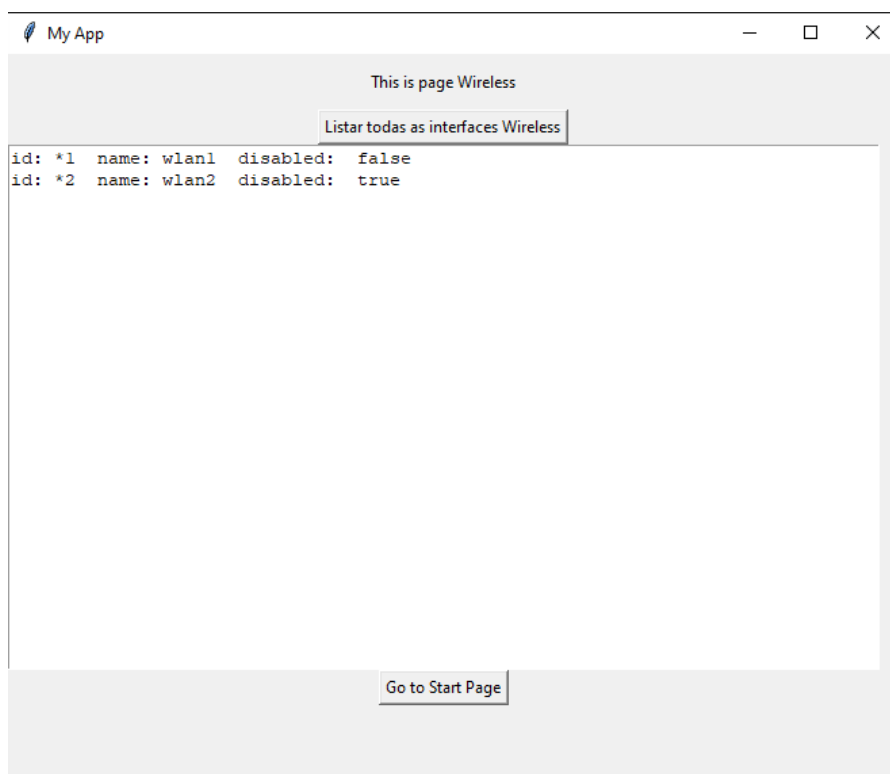 My App
This is page Wireless
Listar todas as interfaces Wireless
id: *1  name: wlan1  disabled:  false
id: *2  name: wlan2  disabled:  true
Go to Start Page